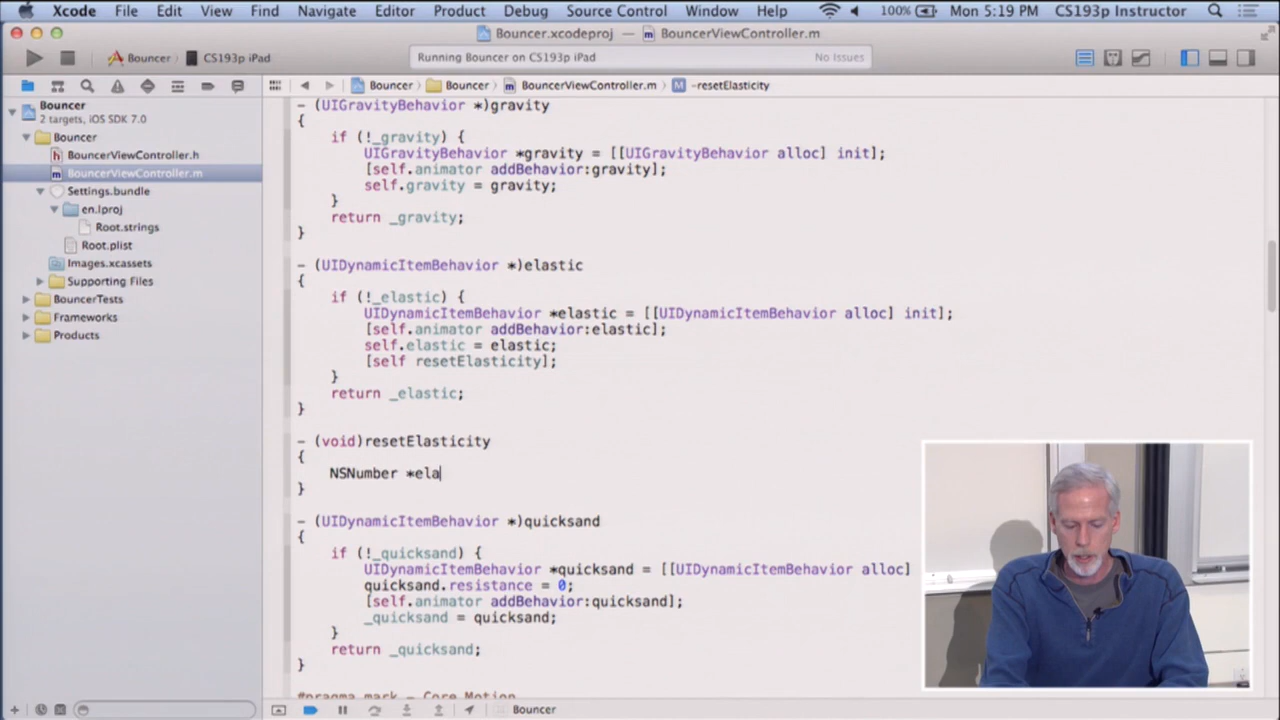 Xcode File Edit View Find Navigate Editor Product Debug Source Control Window Help 100% Mon 5:19 PM CS193p Instructor
Bouncer.xcodeproj — BouncerViewController.m
Bouncer CS193p iPad
Running Bouncer on CS193p iPad No Issues
Bouncer Bouncer BouncerViewController.m M -resetElasticity
Bouncer
2 targets, iOS SDK 7.0
Bouncer
h BouncerViewController.h
m BouncerViewController.m
Settings.bundle
en.lproj
Root.strings
Root.plist
Images.xcassets
Supporting Files
BouncerTests
Frameworks
Products
- (UIGravityBehavior *)gravity
{
if (!_gravity) {
UIGravityBehavior *gravity = [[UIGravityBehavior alloc] init];
[self.animator addBehavior:gravity];
self.gravity = gravity;
}
return _gravity;
}
- (UIDynamicItemBehavior *)elastic
{
if (!_elastic) {
UIDynamicItemBehavior *elastic = [[UIDynamicItemBehavior alloc] init];
[self.animator addBehavior:elastic];
self.elastic = elastic;
[self resetElasticity];
}
return _elastic;
}
- (void)resetElasticity
{
NSNumber *ela
}
- (UIDynamicItemBehavior *)quicksand
{
if (!_quicksand) {
UIDynamicItemBehavior *quicksand = [[UIDynamicItemBehavior alloc]
quicksand.resistance = 0;
[self.animator addBehavior:quicksand];
_quicksand = quicksand;
}
return _quicksand;
}
#pragma mark - Core Motion
Bouncer